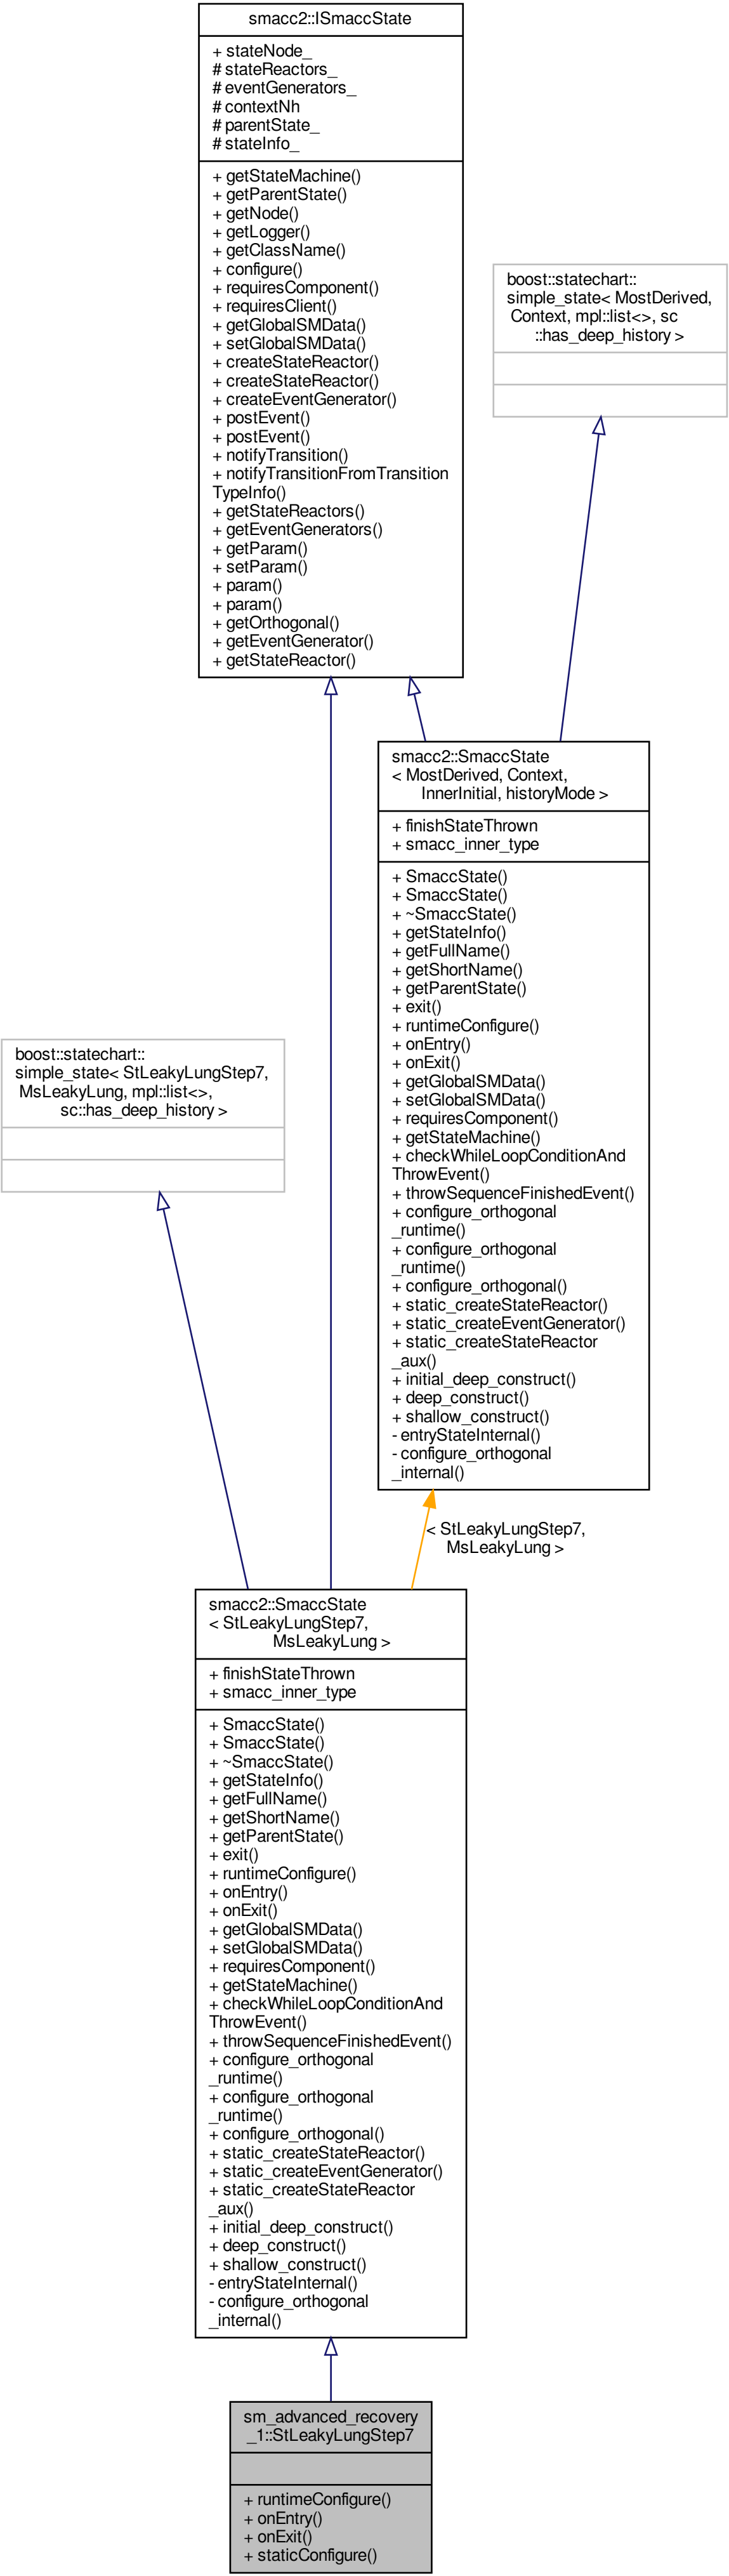 smacc2::ISmaccState
+ stateNode_
# stateReactors_
# eventGenerators_
# contextNh
# parentState_
# stateInfo_
+ getStateMachine()
+ getParentState()
+ getNode()
+ getLogger()
+ getClassName()
+ configure()
+ requiresComponent()
+ requiresClient()
+ getGlobalSMData()
+ setGlobalSMData()
+ createStateReactor()
+ createStateReactor()
+ createEventGenerator()
+ postEvent()
+ postEvent()
+ notifyTransition()
+ notifyTransitionFromTransition
TypeInfo()
+ getStateReactors()
+ getEventGenerators()
+ getParam()
+ setParam()
+ param()
+ param()
+ getOrthogonal()
+ getEventGenerator()
+ getStateReactor()
boost::statechart::
simple_state< MostDerived,
Context, mpl::list<>, sc
::has_deep_history >
smacc2::SmaccState
< MostDerived, Context,
InnerInitial, historyMode >
+ finishStateThrown
+ smacc_inner_type
+ SmaccState()
+ SmaccState()
+ ~SmaccState()
+ getStateInfo()
+ getFullName()
+ getShortName()
+ getParentState()
+ exit()
+ runtimeConfigure()
+ onEntry()
+ onExit()
+ getGlobalSMData()
+ setGlobalSMData()
+ requiresComponent()
+ getStateMachine()
+ checkWhileLoopConditionAnd
ThrowEvent()
+ throwSequenceFinishedEvent()
+ configure_orthogonal
_runtime()
+ configure_orthogonal
_runtime()
+ configure_orthogonal()
+ static_createStateReactor()
+ static_createEventGenerator()
+ static_createStateReactor
_aux()
+ initial_deep_construct()
+ deep_construct()
+ shallow_construct()
- entryStateInternal()
- configure_orthogonal
_internal()
boost::statechart::
simple_state< StLeakyLungStep7,
MsLeakyLung, mpl::list<>,
sc::has_deep_history >
< StLeakyLungStep7,
MsLeakyLung >
smacc2::SmaccState
< StLeakyLungStep7,
MsLeakyLung >
+ finishStateThrown
+ smacc_inner_type
+ SmaccState()
+ SmaccState()
+ ~SmaccState()
+ getStateInfo()
+ getFullName()
+ getShortName()
+ getParentState()
+ exit()
+ runtimeConfigure()
+ onEntry()
+ onExit()
+ getGlobalSMData()
+ setGlobalSMData()
+ requiresComponent()
+ getStateMachine()
+ checkWhileLoopConditionAnd
ThrowEvent()
+ throwSequenceFinishedEvent()
+ configure_orthogonal
_runtime()
+ configure_orthogonal
_runtime()
+ configure_orthogonal()
+ static_createStateReactor()
+ static_createEventGenerator()
+ static_createStateReactor
_aux()
+ initial_deep_construct()
+ deep_construct()
+ shallow_construct()
- entryStateInternal()
- configure_orthogonal
_internal()
sm_advanced_recovery
_1::StLeakyLungStep7
+ runtimeConfigure()
+ onEntry()
+ onExit()
+ staticConfigure()